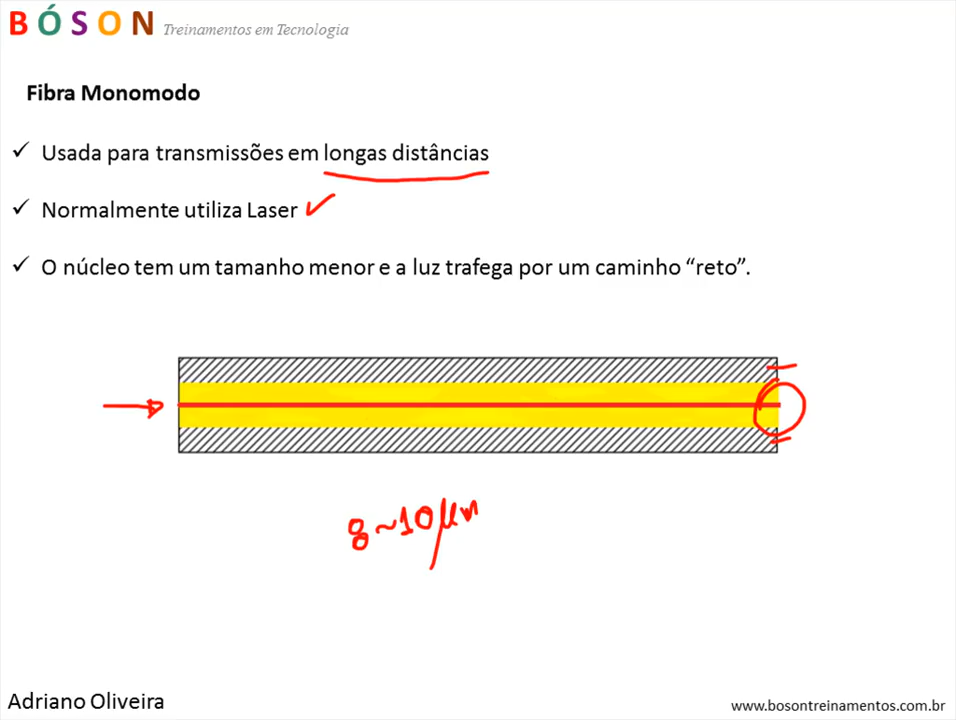 BÓSON Treinamentos em Tecnologia
Fibra Monomodo
✓ Usada para transmissões em longas distâncias
✓ Normalmente utiliza Laser ✓
✓ O núcleo tem um tamanho menor e a luz trafega por um caminho “reto”.
8~10μm
Adriano Oliveira
www.bosontreinamentos.com.br